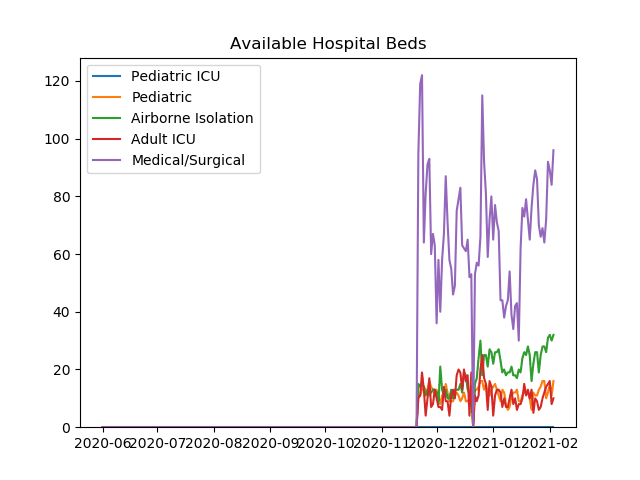 Available Hospital Beds
Pediatric ICU
Pediatric
Airborne Isolation
Adult ICU
Medical/Surgical
120
100
80
60
40
20
0
2020-06 2020-07 2020-08 2020-09 2020-10 2020-11 2020-12 2021-01 2021-02